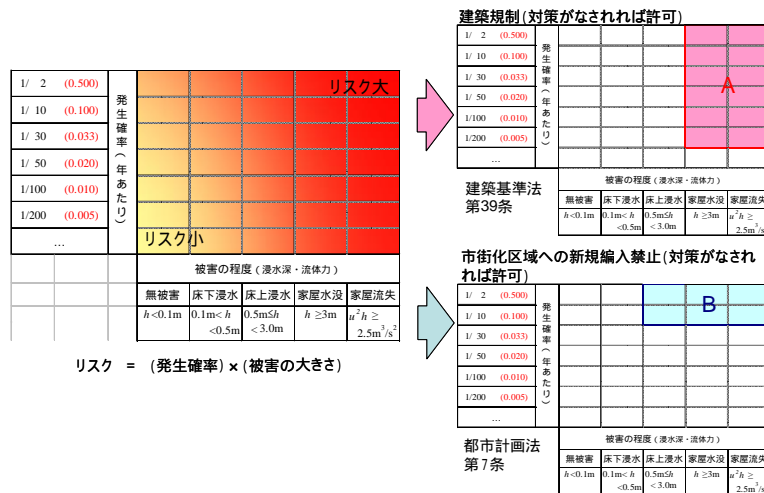 1/ 2 (0.500)
1/ 10 (0.100)
1/ 30 (0.033)
1/ 50 (0.020)
1/100 (0.010)
1/200 (0.005)
…
発生確率(年あたり)
リスク大
リスク小
被害の程度(浸水深・流体力)
無被害 床下浸水 床上浸水 家屋水没 家屋流失
h<0.1m 0.1m< h <0.5m 0.5m≤h < 3.0m h ≥3m u²h ≥ 2.5m³/s²
リスク = (発生確率)×(被害の大きさ)
建築規制(対策がなされれば許可)
1/ 2 (0.500)
1/ 10 (0.100)
1/ 30 (0.033)
1/ 50 (0.020)
1/100 (0.010)
1/200 (0.005)
…
発生確率(年あたり)
A
建築基準法
第39条
被害の程度(浸水深・流体力)
無被害 床下浸水 床上浸水 家屋水没 家屋流失
h<0.1m 0.1m< h <0.5m 0.5m≤h < 3.0m h ≥3m u²h ≥ 2.5m³/s
市街化区域への新規編入禁止(対策がなされ
れば許可)
1/ 2 (0.500)
1/ 10 (0.100)
1/ 30 (0.033)
1/ 50 (0.020)
1/100 (0.010)
1/200 (0.005)
…
発生確率(年あたり)
B
都市計画法
第7条
被害の程度(浸水深・流体力)
無被害 床下浸水 床上浸水 家屋水没 家屋流失
h<0.1m 0.1m< h <0.5m 0.5m≤h < 3.0m h ≥3m u²h ≥ 2.5m³/s